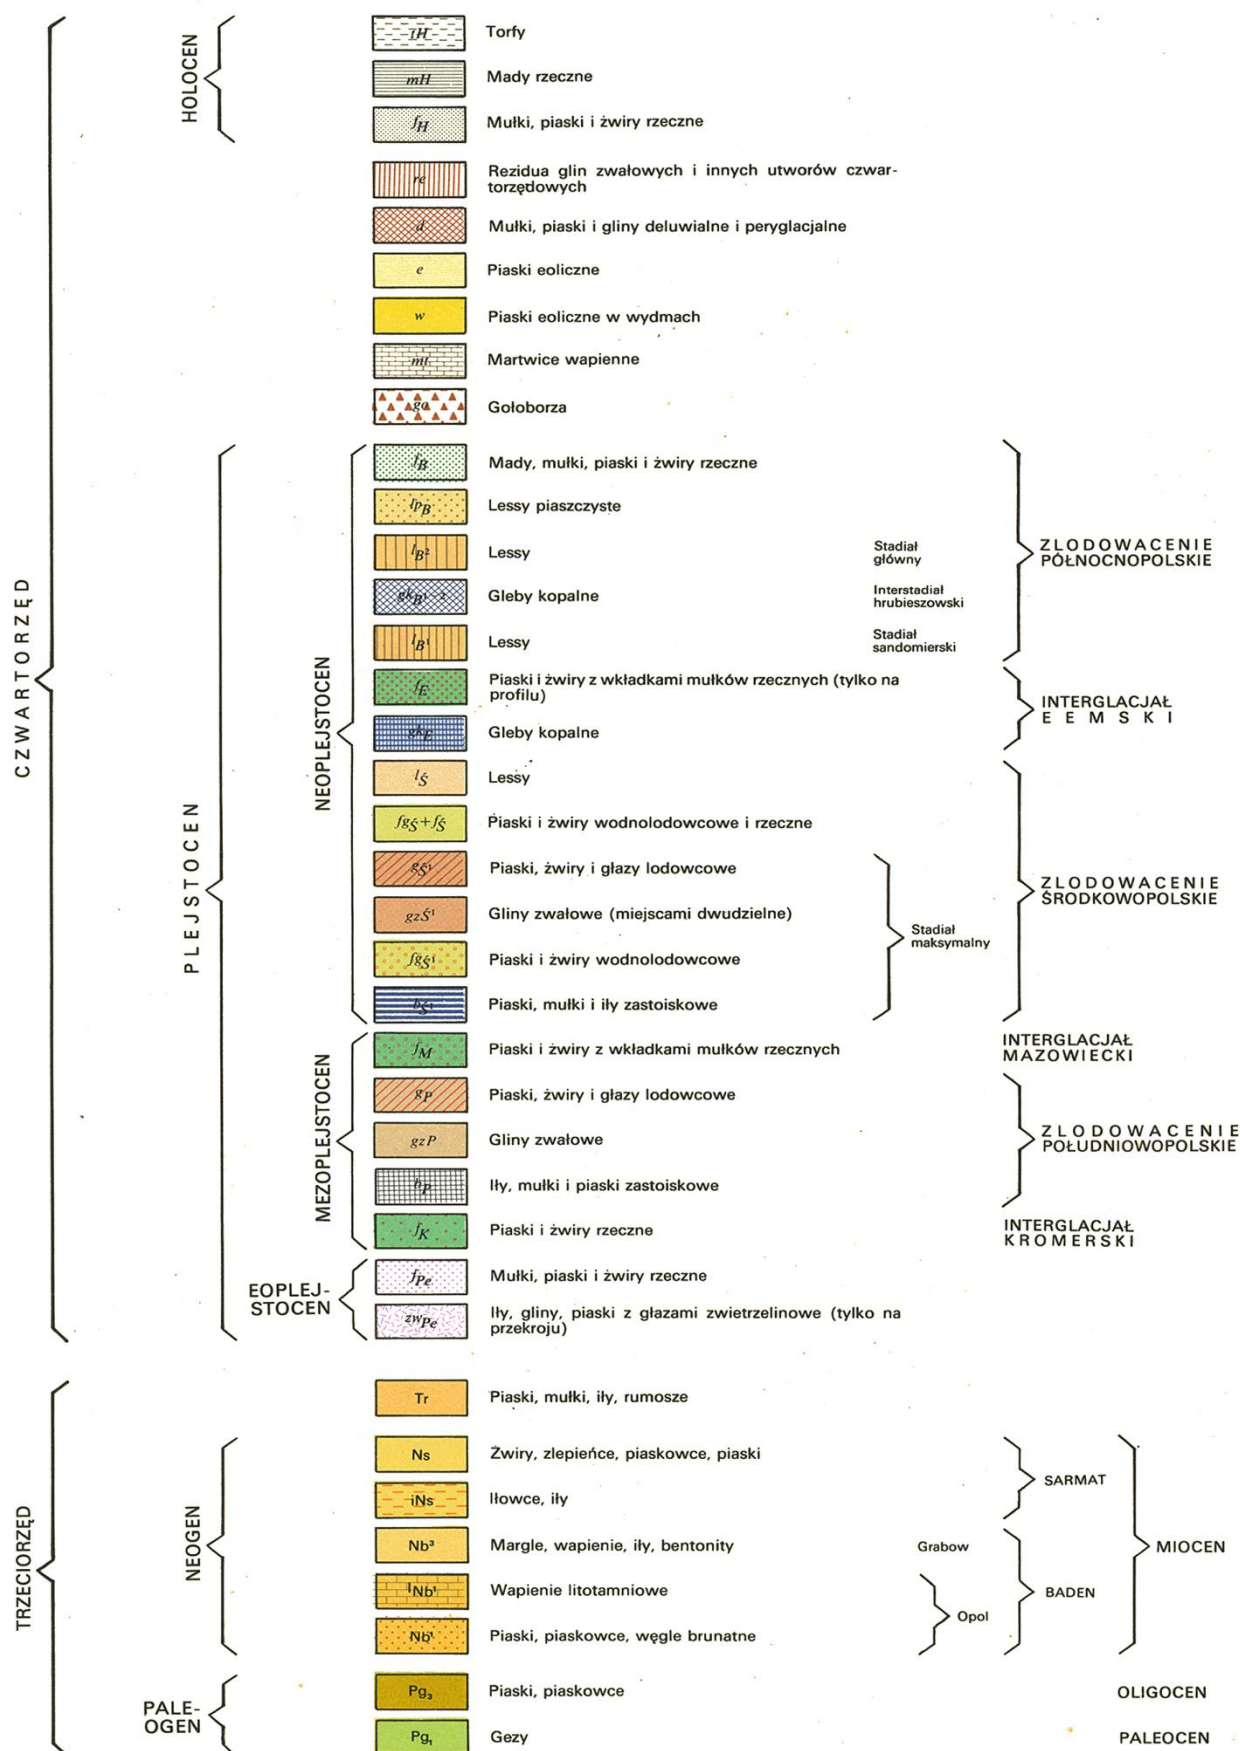 CZWARTORZĘD
HOLOCEN
tH Torfy
mH Mady rzeczne
fH Mułki, piaski i żwiry rzeczne
re Rezidua glin zwałowych i innych utworów czwar-
torzędowych
d Mułki, piaski i gliny deluwialne i peryglacjalne
e Piaski eoliczne
w Piaski eoliczne w wydmach
mt Martwice wapienne
go Gołoborza
PLEJSTOCEN
NEOPLEJSTOCEN
fB Mady, mułki, piaski i żwiry rzeczne
lpB Lessy piaszczyste
lB² Lessy
Stadiał
główny
gkB¹⁻² Gleby kopalne
Interstadiał
hrubieszowski
lB¹ Lessy
Stadiał
sandomierski
ZLODOWACENIE
PÓŁNOCNOPOLSKIE
fE Piaski i żwiry z wkładkami mułków rzecznych (tylko na
profilu)
gkE Gleby kopalne
INTERGLACJAŁ
EEMSKI
lŚ Lessy
fgŚ+fŚ Piaski i żwiry wodnolodowcowe i rzeczne
gŚ¹ Piaski, żwiry i głazy lodowcowe
gzŚ¹ Gliny zwałowe (miejscami dwudzielne)
fgŚ¹ Piaski i żwiry wodnolodowcowe
bŚ¹ Piaski, mułki i iły zastoiskowe
Stadiał
maksymalny
ZLODOWACENIE
ŚRODKOWOPOLSKIE
MEZOPLEJSTOCEN
fM Piaski i żwiry z wkładkami mułków rzecznych
INTERGLACJAŁ
MAZOWIECKI
gP Piaski, żwiry i głazy lodowcowe
gzP Gliny zwałowe
bP Iły, mułki i piaski zastoiskowe
ZLODOWACENIE
POŁUDNIOWOPOLSKIE
fK Piaski i żwiry rzeczne
INTERGLACJAŁ
KROMERSKI
EOPLEJ-
STOCEN
fPe Mułki, piaski i żwiry rzeczne
zwPe Iły, gliny, piaski z głazami zwietrzelinowe (tylko na
przekroju)
TRZECIORZĘD
Tr Piaski, mułki, iły, rumosze
NEOGEN
Ns Żwiry, zlepieńce, piaskowce, piaski
iNs Iłowce, iły
SARMAT
Nb³ Margle, wapienie, iły, bentonity
Grabow
lNb¹ Wapienie litotamniowe
Nb¹ Piaski, piaskowce, węgle brunatne
Opol
BADEN
MIOCEN
PALE-
OGEN
Pg₃ Piaski, piaskowce
OLIGOCEN
Pg₁ Gezy
PALEOCEN